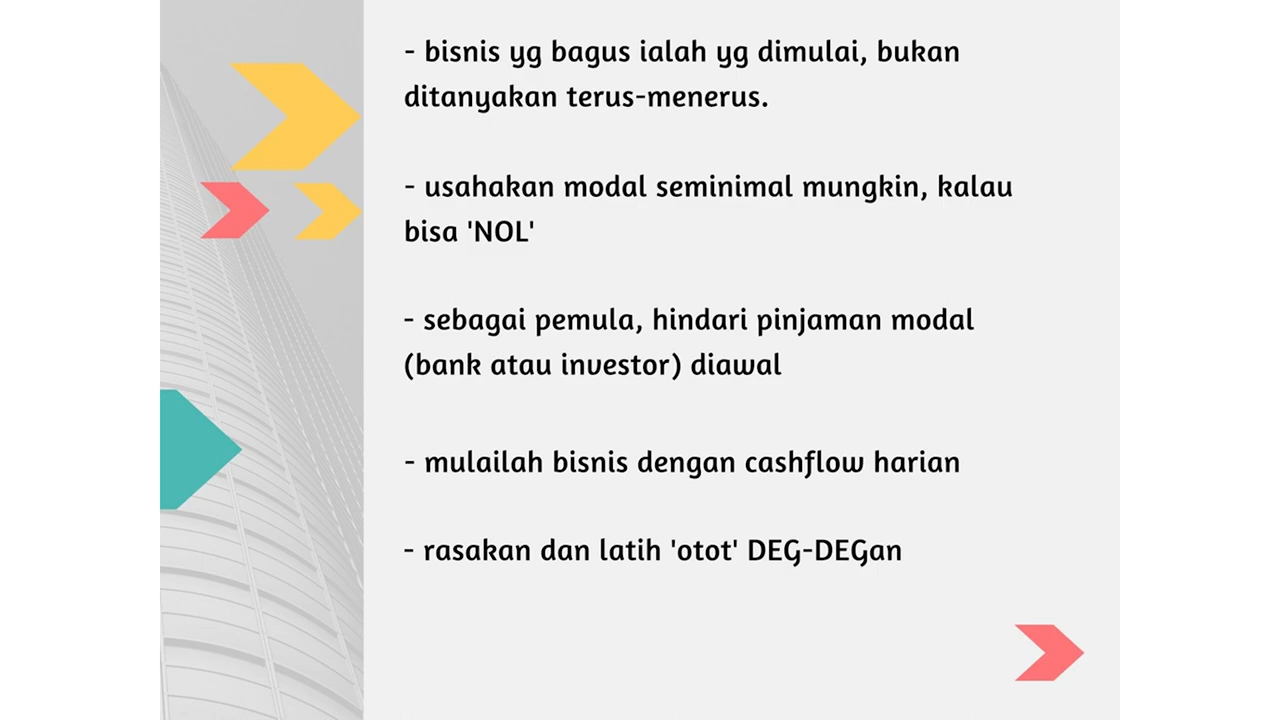 - bisnis yg bagus ialah yg dimulai, bukan
ditanyakan terus-menerus.
- usahakan modal seminimal mungkin, kalau
bisa 'NOL'
- sebagai pemula, hindari pinjaman modal
(bank atau investor) diawal
- mulailah bisnis dengan cashflow harian
- rasakan dan latih 'otot' DEG-DEGan